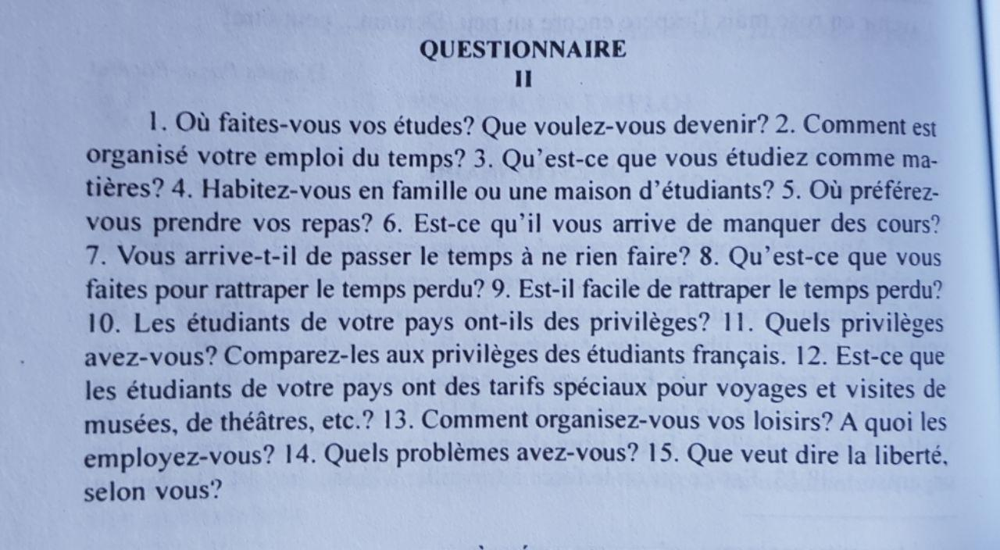 QUESTIONNAIRE
II
1. Où faites-vous vos études? Que voulez-vous devenir? 2. Comment est
organisé votre emploi du temps? 3. Qu’est-ce que vous étudiez comme ma-
tières? 4. Habitez-vous en famille ou une maison d’étudiants? 5. Où préférez-
vous prendre vos repas? 6. Est-ce qu’il vous arrive de manquer des cours?
7. Vous arrive-t-il de passer le temps à ne rien faire? 8. Qu’est-ce que vous
faites pour rattraper le temps perdu? 9. Est-il facile de rattraper le temps perdu?
10. Les étudiants de votre pays ont-ils des privilèges? 11. Quels privilèges
avez-vous? Comparez-les aux privilèges des étudiants français. 12. Est-ce que
les étudiants de votre pays ont des tarifs spéciaux pour voyages et visites de
musées, de théâtres, etc.? 13. Comment organisez-vous vos loisirs? A quoi les
employez-vous? 14. Quels problèmes avez-vous? 15. Que veut dire la liberté,
selon vous?